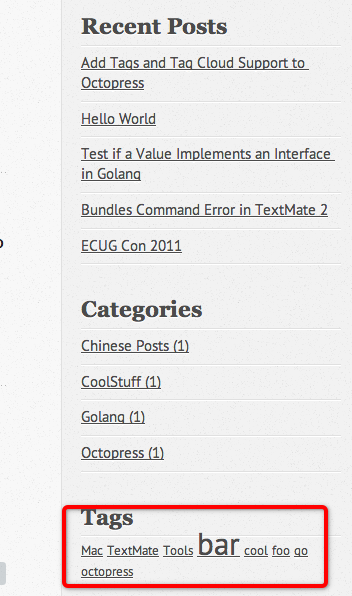 Recent Posts
Add Tags and Tag Cloud Support to
Octopress
Hello World
Test if a Value Implements an Interface
in Golang
Bundles Command Error in TextMate 2
ECUG Con 2011
Categories
Chinese Posts (1)
CoolStuff (1)
Golang (1)
Octopress (1)
Tags
Mac TextMate Tools bar cool foo go
octopress